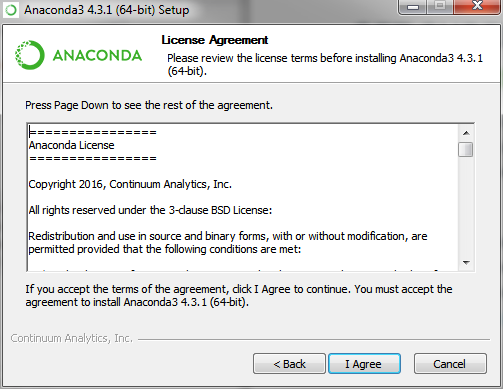 Anaconda3 4.3.1 (64-bit) Setup
ANACONDA
License Agreement
Please review the license terms before installing Anaconda3 4.3.1
(64-bit).
Press Page Down to see the rest of the agreement.
================
Anaconda License
================
Copyright 2016, Continuum Analytics, Inc.
All rights reserved under the 3-clause BSD License:
Redistribution and use in source and binary forms, with or without modification, are
permitted provided that the following conditions are met:
If you accept the terms of the agreement, click I Agree to continue. You must accept the
agreement to install Anaconda3 4.3.1 (64-bit).
Continuum Analytics, Inc.
< Back
I Agree
Cancel